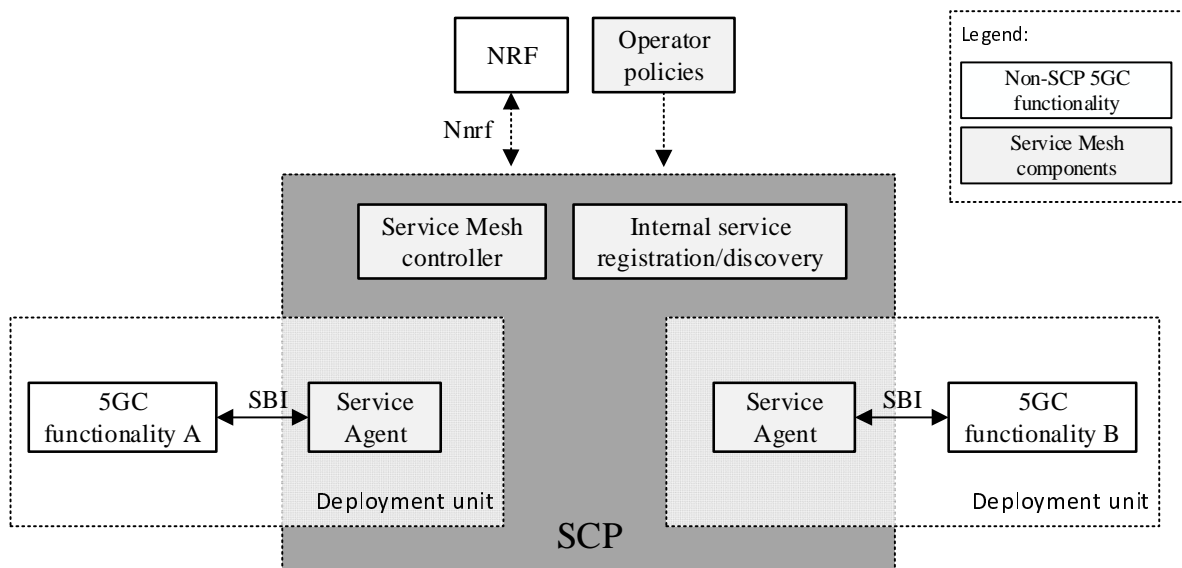 NRF
Operator
policies
Legend:
Non-SCP 5GC
functionality
Service Mesh
components
Nnrf
Service Mesh
controller
Internal service
registration/discovery
5GC
functionality A
SBI
Service
Agent
Deployment unit
Service
Agent
SBI
5GC
functionality B
Deployment unit
SCP